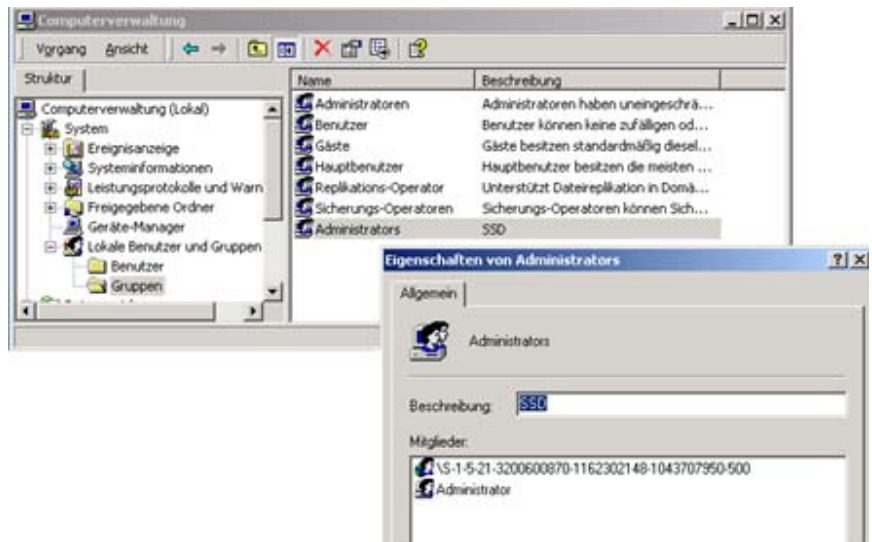 Computerverwaltung
Vorgang Ansicht
Struktur
Name Beschreibung
Computerverwaltung (Lokal)
System
Ereignisanzeige
Systeminformationen
Leistungsprotokolle und Warn
Freigegebene Ordner
Geräte-Manager
Lokale Benutzer und Gruppen
Benutzer
Gruppen
Administratoren Administratoren haben uneingeschrä...
Benutzer Benutzer können keine zufälligen od...
Gäste Gäste besitzen standardmäßig diesel...
Hauptbenutzer Hauptbenutzer besitzen die meisten ...
Replikations-Operator Unterstützt Dateireplikation in Domä...
Sicherungs-Operatoren Sicherungs-Operatoren können Sich...
Administrators SSD
Eigenschaften von Administrators
Allgemein
Administrators
Beschreibung: SSD
Mitglieder:
\S-1-5-21-3200600870-1162302148-1043707950-500
Administrator